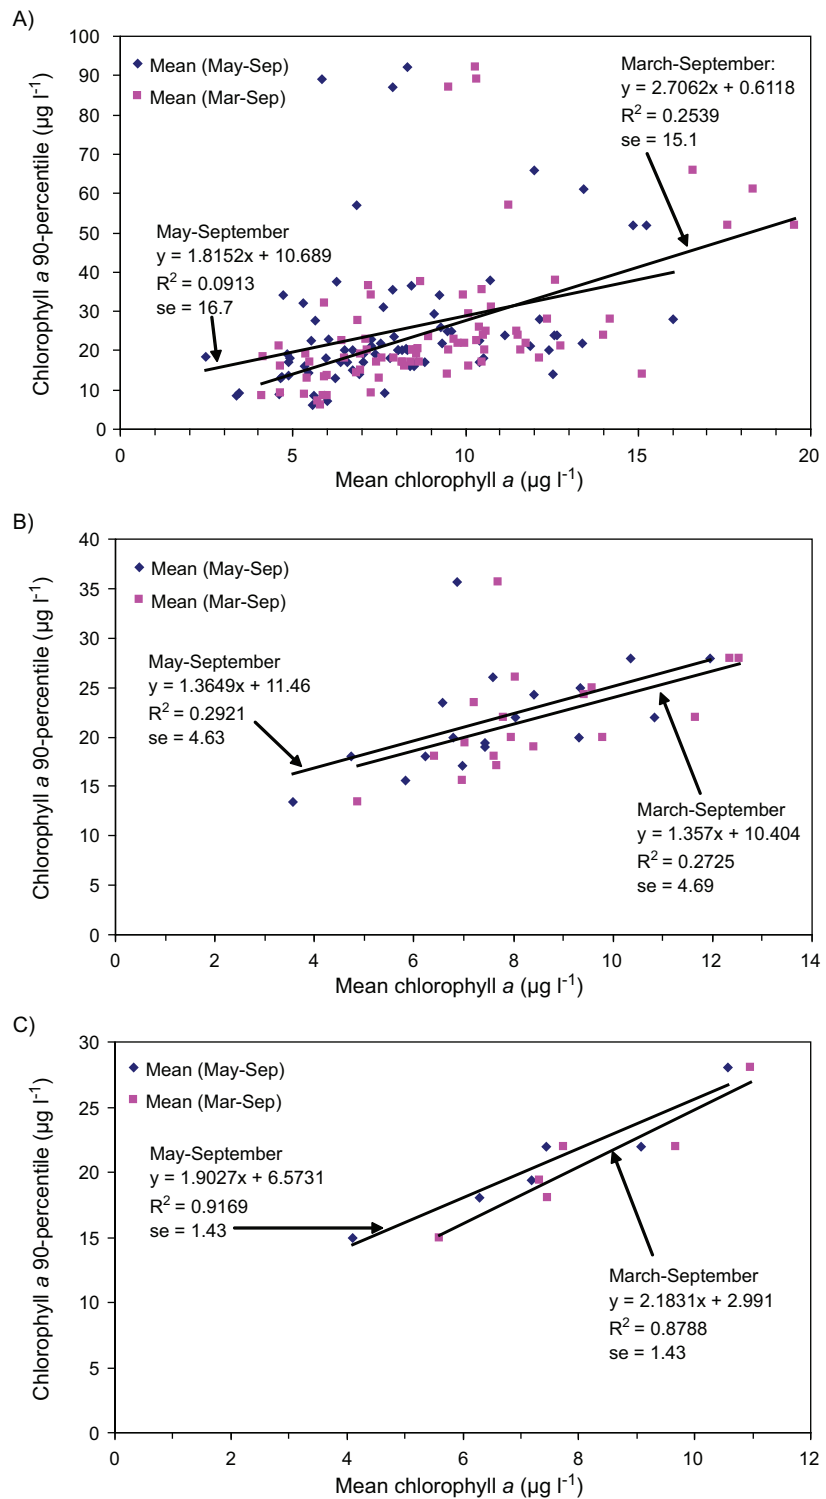 A)
Chlorophyll a 90-percentile (µg l-1)
100
90
80
70
60
50
40
30
20
10
0
Mean (May-Sep)
Mean (Mar-Sep)
March-September:
y = 2.7062x + 0.6118
R2 = 0.2539
se = 15.1
May-September
y = 1.8152x + 10.689
R2 = 0.0913
se = 16.7
0 5 10 15 20
Mean chlorophyll a (µg l-1)
B)
Chlorophyll a 90-percentile (µg l-1)
40
35
30
25
20
15
10
5
0
Mean (May-Sep)
Mean (Mar-Sep)
May-September
y = 1.3649x + 11.46
R2 = 0.2921
se = 4.63
March-September
y = 1.357x + 10.404
R2 = 0.2725
se = 4.69
0 2 4 6 8 10 12 14
Mean chlorophyll a (µg l-1)
C)
Chlorophyll a 90-percentile (µg l-1)
30
25
20
15
10
5
0
Mean (May-Sep)
Mean (Mar-Sep)
May-September
y = 1.9027x + 6.5731
R2 = 0.9169
se = 1.43
March-September
y = 2.1831x + 2.991
R2 = 0.8788
se = 1.43
0 2 4 6 8 10 12
Mean chlorophyll a (µg l-1)